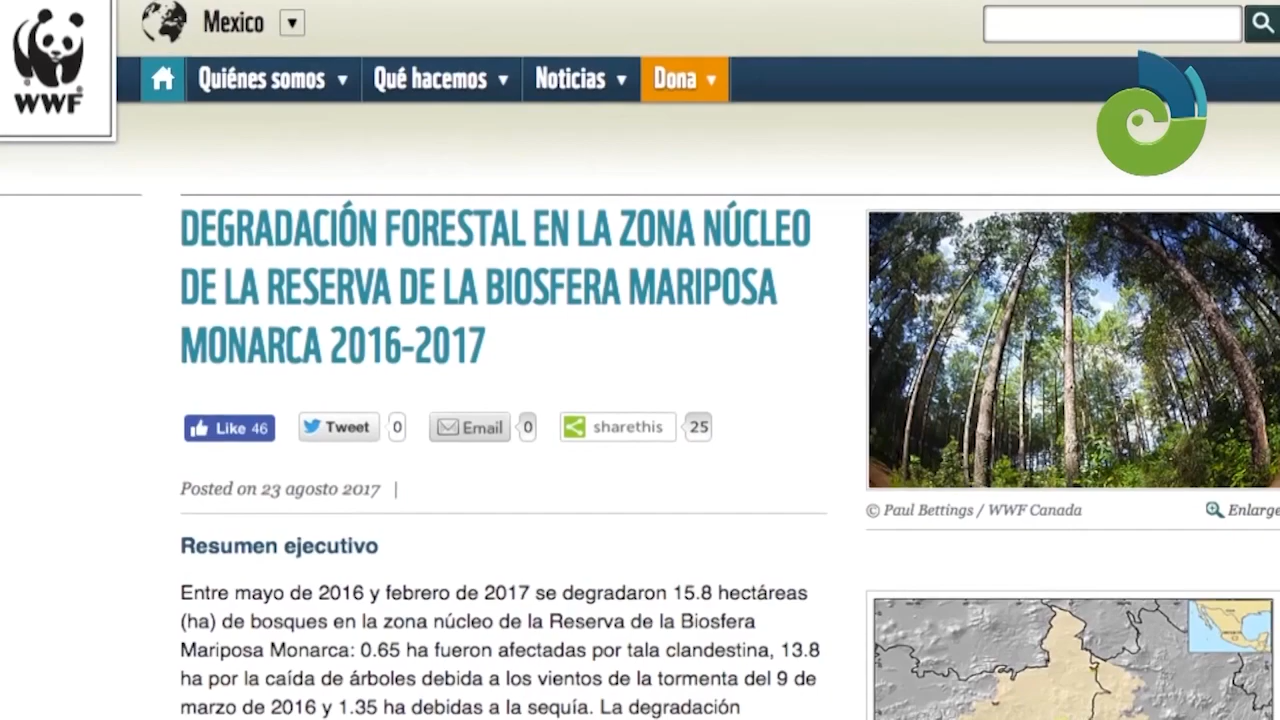 Mexico
WWF
Quiénes somos
Qué hacemos
Noticias
Dona
DEGRADACIÓN FORESTAL EN LA ZONA NÚCLEO
DE LA RESERVA DE LA BIOSFERA MARIPOSA
MONARCA 2016-2017
Like 46
Tweet
0
Email
0
sharethis
25
Posted on 23 agosto 2017 |
© Paul Bettings / WWF Canada
Enlarge
Resumen ejecutivo
Entre mayo de 2016 y febrero de 2017 se degradaron 15.8 hectáreas
(ha) de bosques en la zona núcleo de la Reserva de la Biosfera
Mariposa Monarca: 0.65 ha fueron afectadas por tala clandestina, 13.8
ha por la caída de árboles debida a los vientos de la tormenta del 9 de
marzo de 2016 y 1.35 ha debidas a la sequía. La degradación